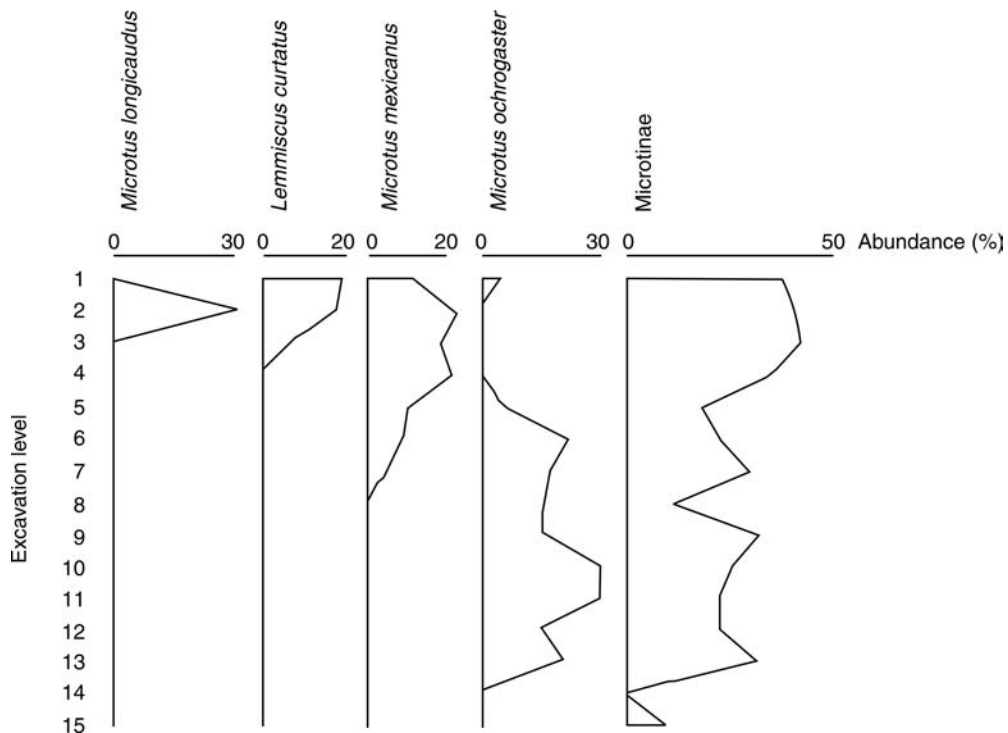 Microtus longicaudus
Lemmiscus curtatus
Microtus mexicanus
Microtus ochrogaster
Microtinae
0 30 0 20 0 20 0 30 0 50 Abundance (%)
Excavation level
1
2
3
4
5
6
7
8
9
10
11
12
13
14
15